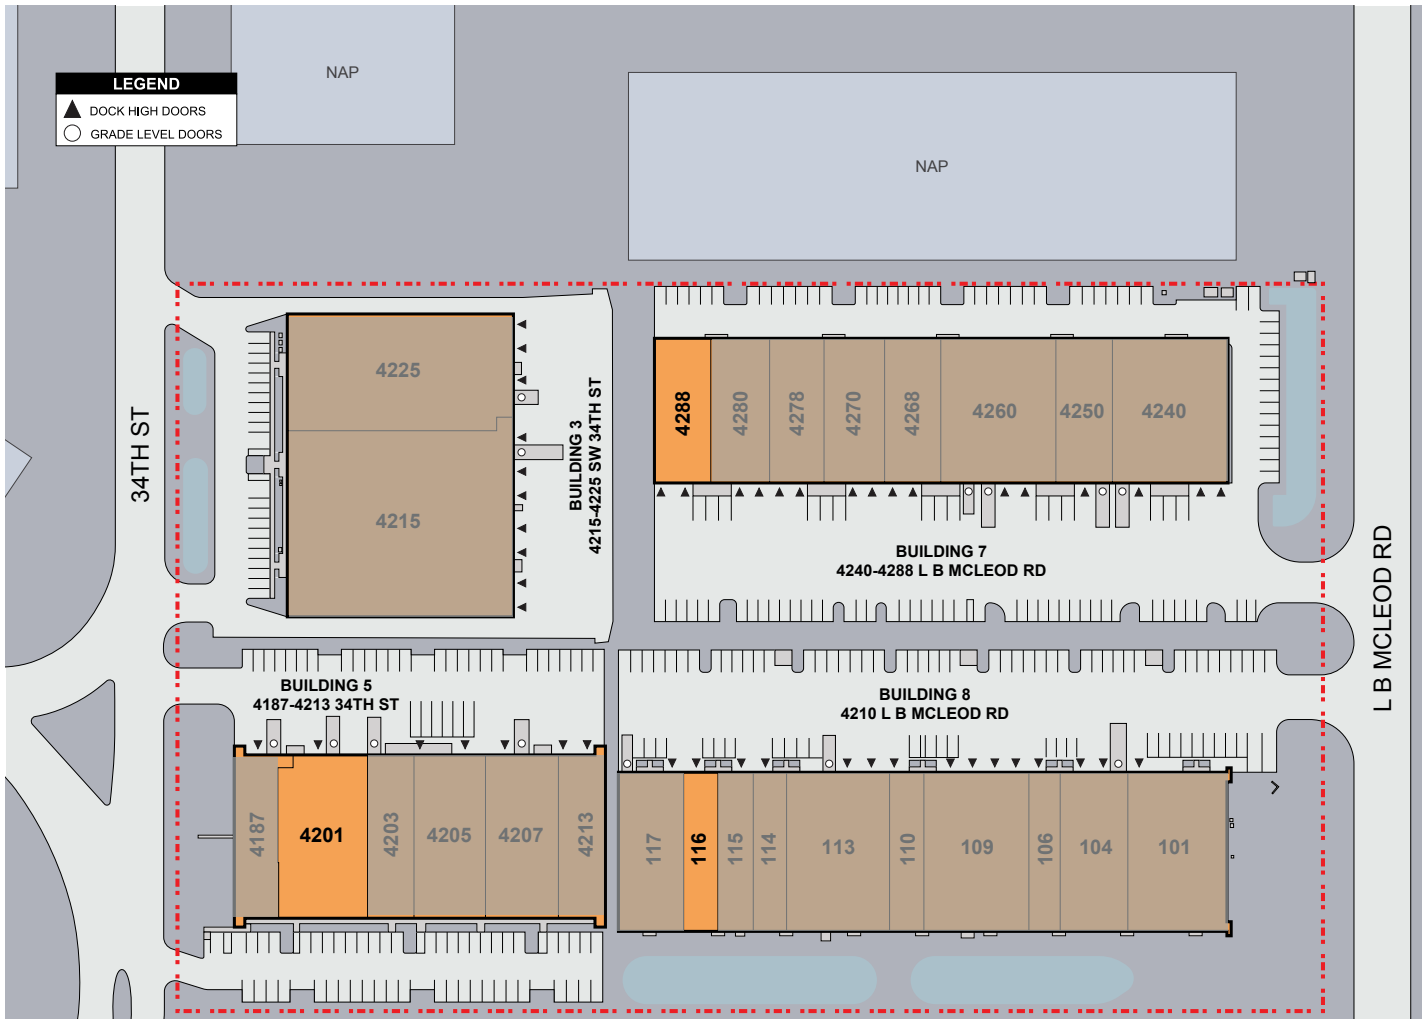 NAP
LEGEND
DOCK HIGH DOORS
GRADE LEVEL DOORS
NAP
34TH ST
4225
4215
BUILDING 3
4215-4225 SW 34TH ST
4288
4280
4278
4270
4268
4260
4250
4240
BUILDING 7
4240-4288 L B MCLEOD RD
L B MCLEOD RD
BUILDING 5
4187-4213 34TH ST
BUILDING 8
4210 L B MCLEOD RD
4187
4201
4203
4205
4207
4213
117
116
115
114
113
110
109
106
104
101